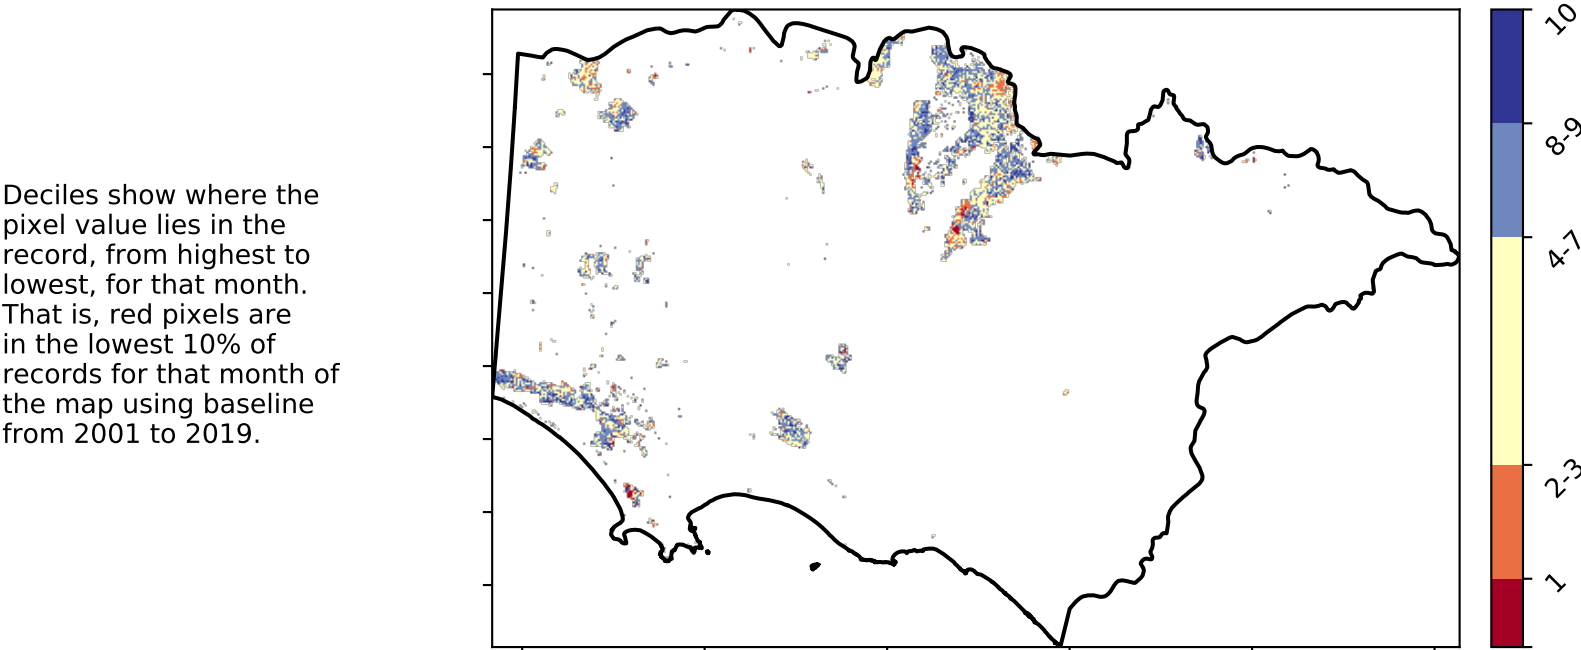 Deciles show where the
pixel value lies in the
record, from highest to
lowest, for that month.
That is, red pixels are
in the lowest 10% of
records for that month of
the map using baseline
from 2001 to 2019.
10
8-9
4-7
2-3
1